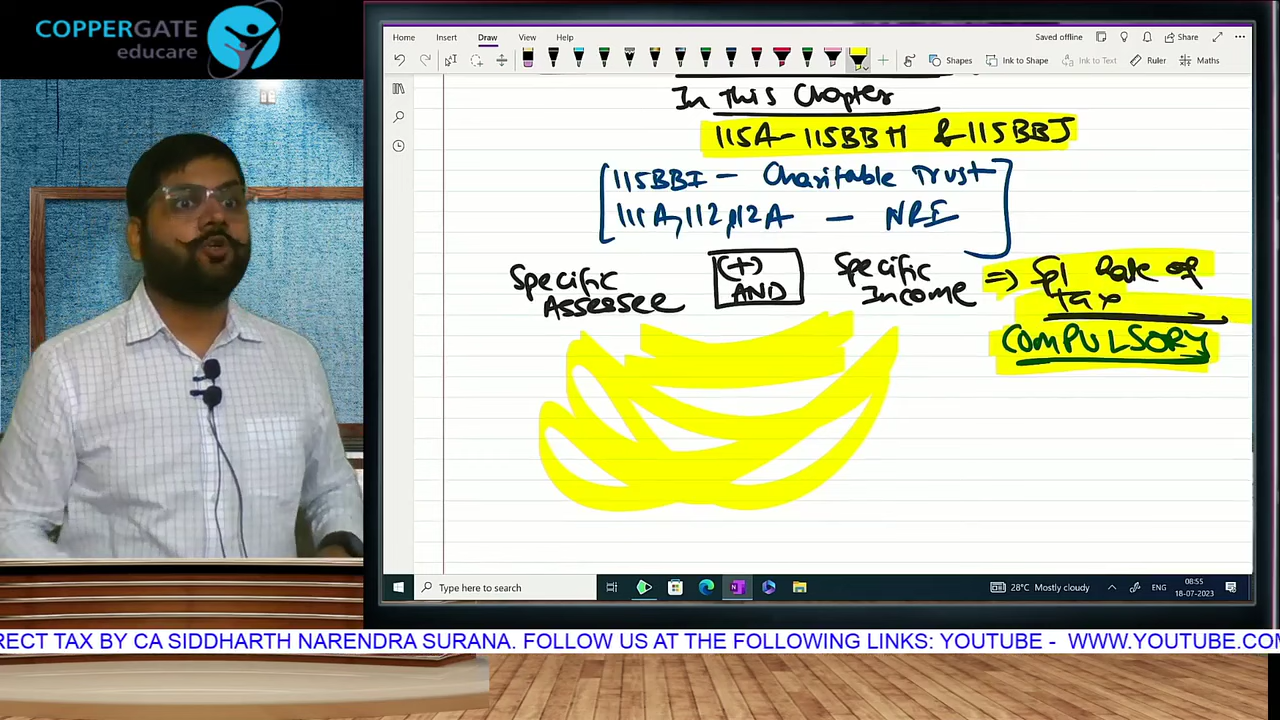 COPPERGATE
educare
Home Insert Draw View Help
Saved offline
Share
Shapes Ink to Shape Ink to Text Ruler Maths
In This Chapter
115A-115BBH & 115BBJ
115BBI - Charitable Trust
111A, 112, 112A - NRI
Specific Assessee (+) AND Specific Income => Spl Rate of tax
COMPULSORY
Type here to search
28°C Mostly cloudy
ENG
08:55
18-07-2023
RECT TAX BY CA SIDDHARTH NARENDRA SURANA. FOLLOW US AT THE FOLLOWING LINKS: YOUTUBE - WWW.YOUTUBE.COM